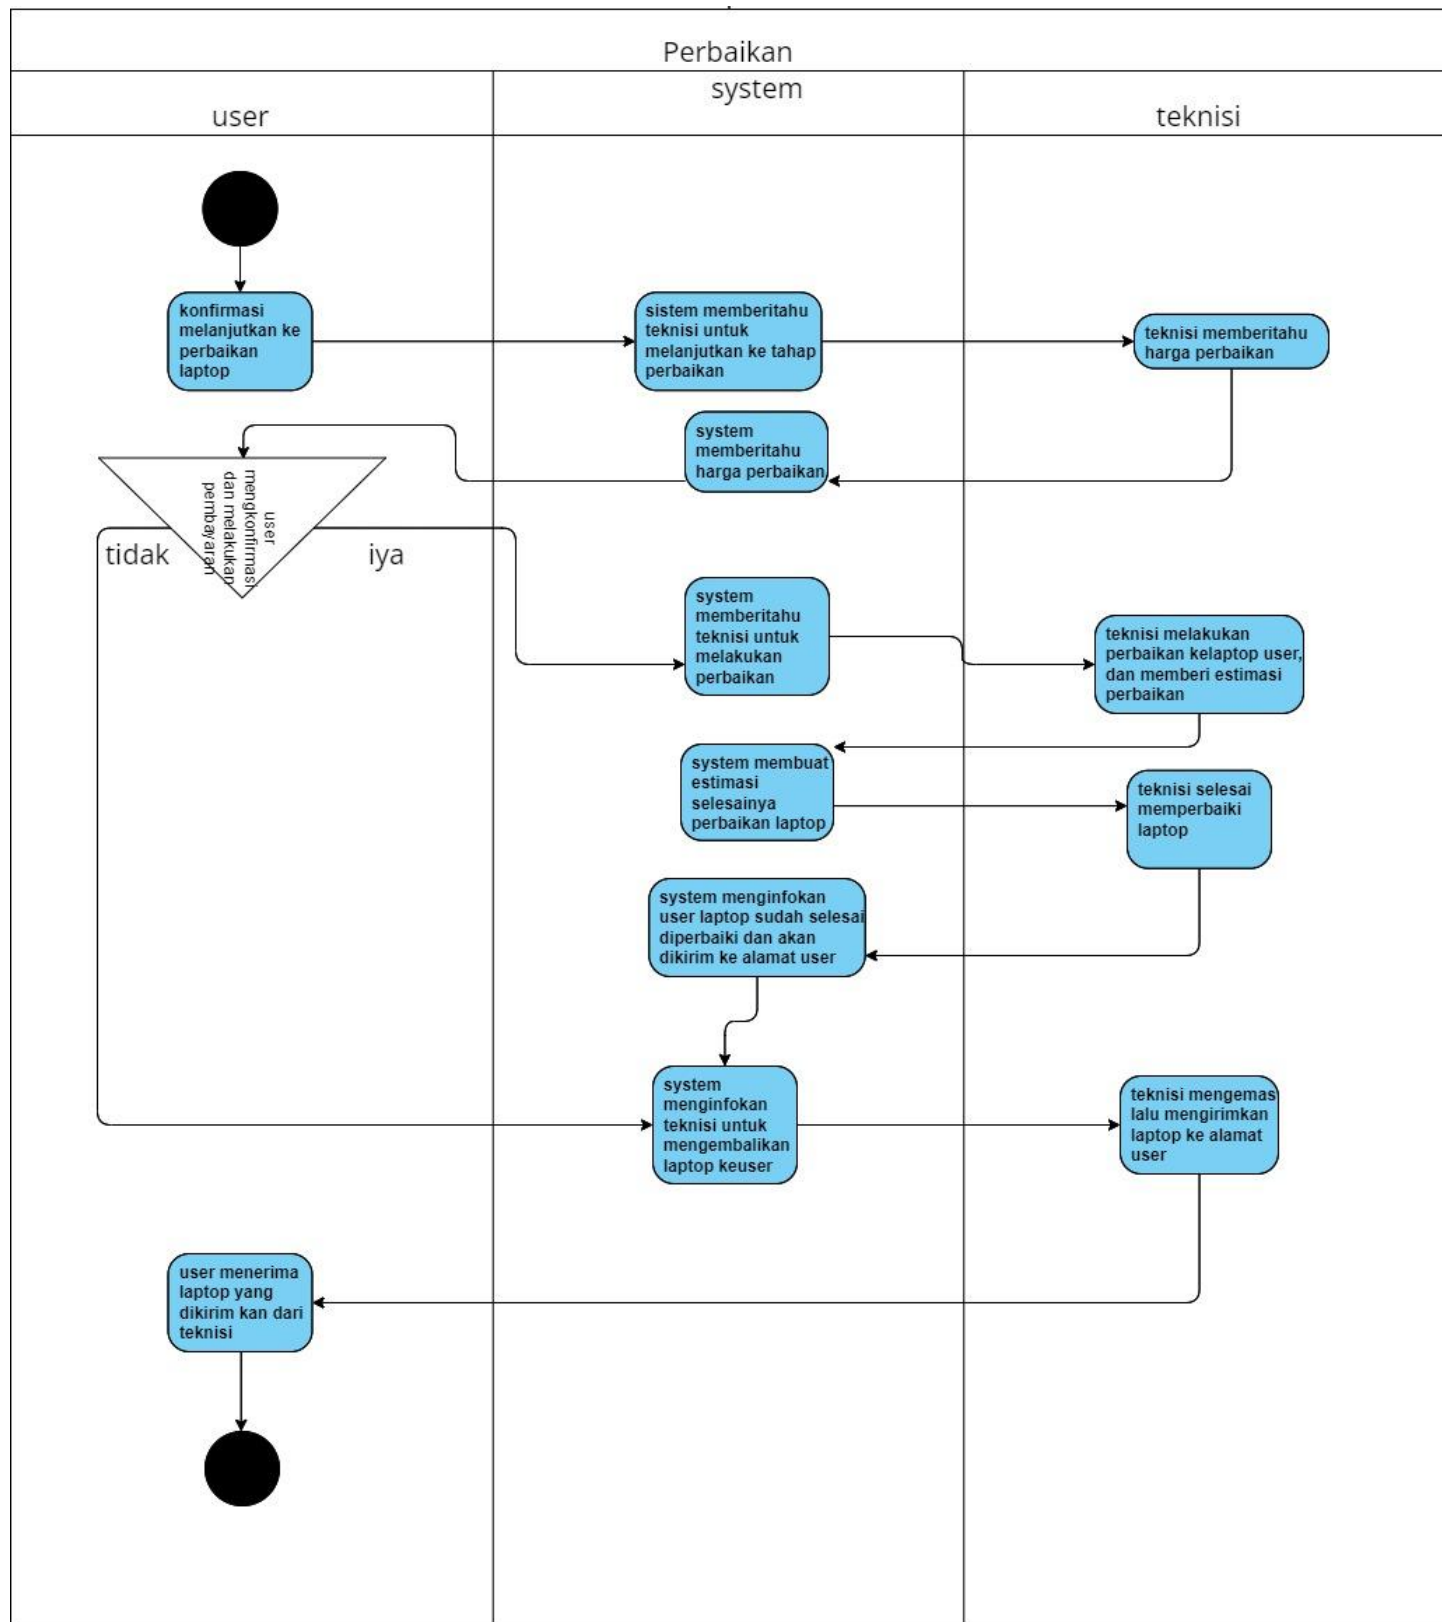 Perbaikan
user
system
teknisi
konfirmasi
melanjutkan ke
perbaikan
laptop
sistem memberitahu
teknisi untuk
melanjutkan ke tahap
perbaikan
teknisi memberitahu
harga perbaikan
system
memberitahu
harga perbaikan
user
mengkonfirmasi
dan melakukan
pembayaran
tidak
iya
system
memberitahu
teknisi untuk
melakukan
perbaikan
teknisi melakukan
perbaikan kelaptop user,
dan memberi estimasi
perbaikan
system membuat
estimasi
selesainya
perbaikan laptop
teknisi selesai
memperbaiki
laptop
system menginfokan
user laptop sudah selesai
diperbaiki dan akan
dikirim ke alamat user
system
menginfokan
teknisi untuk
mengembalikan
laptop keuser
teknisi mengemas
lalu mengirimkan
laptop ke alamat
user
user menerima
laptop yang
dikirim kan dari
teknisi